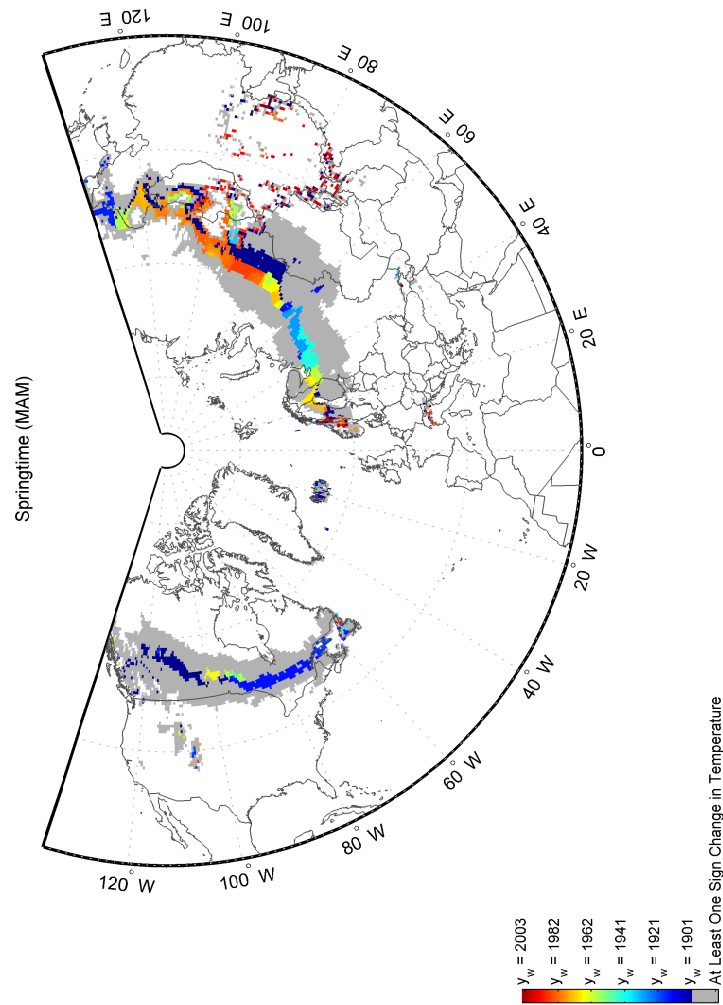 Springtime (MAM)
120 E
100 E
80 E
60 E
40 E
20 E
0
20 W
40 W
60 W
80 W
100 W
120 W
y_w = 2003
y_w = 1982
y_w = 1962
y_w = 1941
y_w = 1921
y_w = 1901
At Least One Sign Change in Temperature